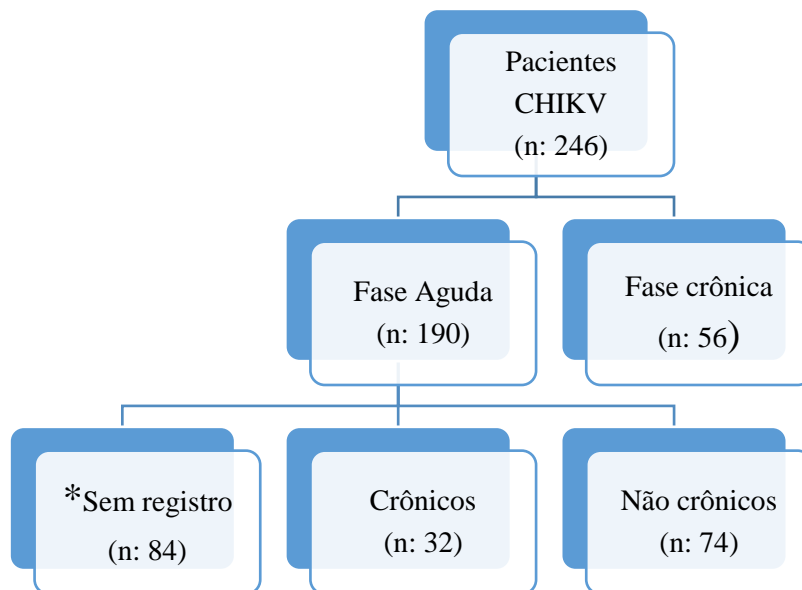 Pacientes
CHIKV
(n: 246)
Fase Aguda
(n: 190)
Fase crônica
(n: 56)
*Sem registro
(n: 84)
Crônicos
(n: 32)
Não crônicos
(n: 74)